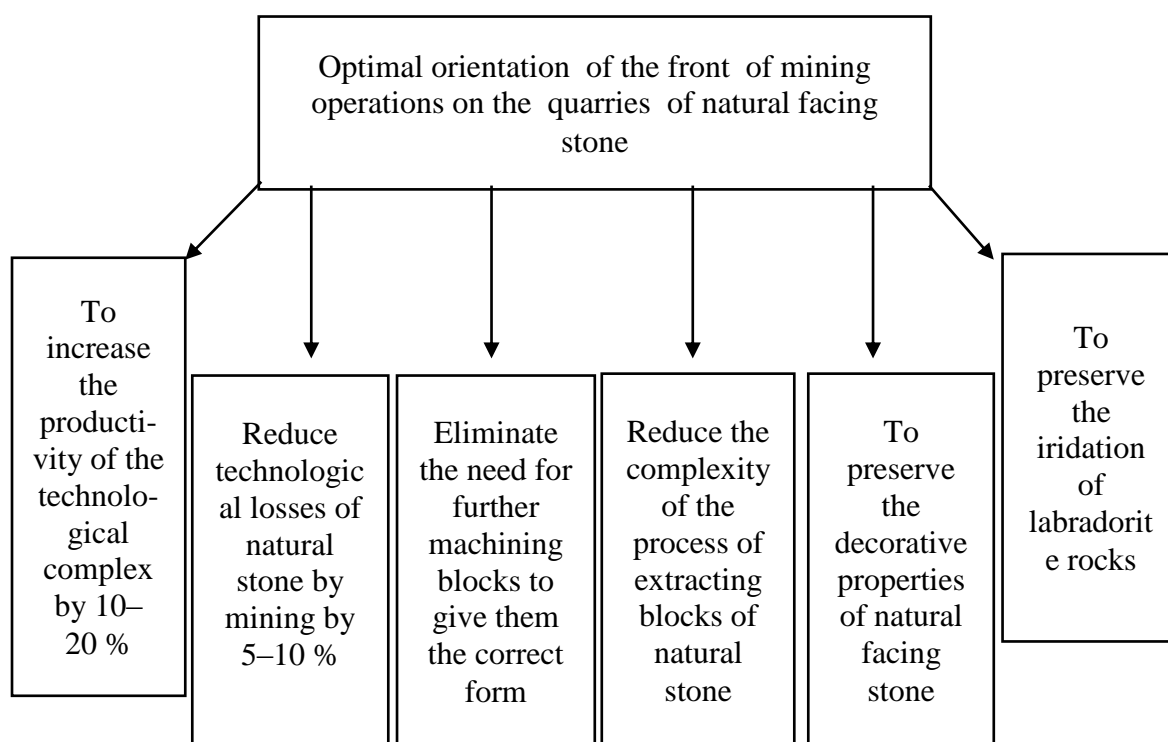 Optimal orientation of the front of mining
operations on the quarries of natural facing
stone
To
increase
the
producti-
vity of the
technolo-
gical
complex
by 10–
20 %
Reduce
technologic
al losses of
natural
stone by
mining by
5–10 %
Eliminate
the need for
further
machining
blocks to
give them
the correct
form
Reduce the
complexity
of the
process of
extracting
blocks of
natural
stone
To
preserve
the
decorative
properties
of natural
facing
stone
To
preserve
the
iridation
of
labradorit
e rocks